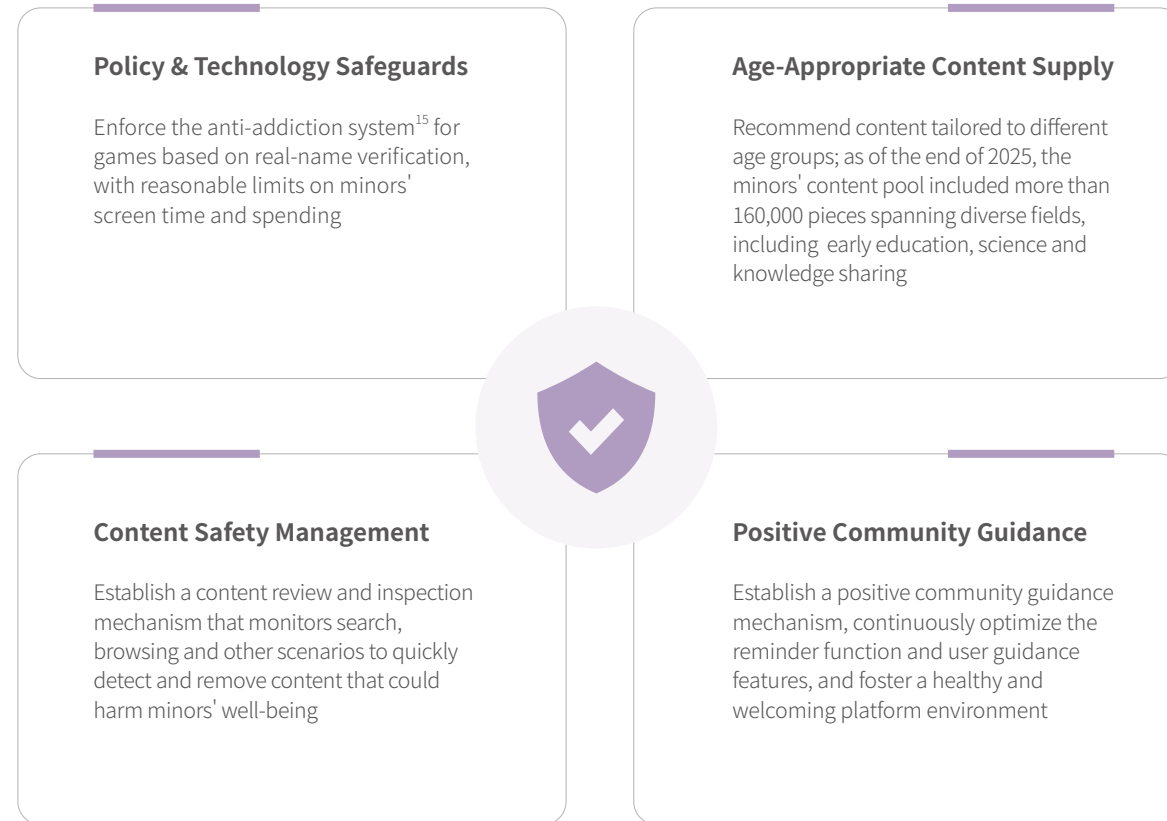 Policy & Technology Safeguards
Enforce the anti-addiction system15 for
games based on real-name verification,
with reasonable limits on minors'
screen time and spending
Age-Appropriate Content Supply
Recommend content tailored to different
age groups; as of the end of 2025, the
minors' content pool included more than
160,000 pieces spanning diverse fields,
including  early education, science and
knowledge sharing
Content Safety Management
Establish a content review and inspection
mechanism that monitors search,
browsing and other scenarios to quickly
detect and remove content that could
harm minors' well-being
Positive Community Guidance
Establish a positive community guidance
mechanism, continuously optimize the
reminder function and user guidance
features, and foster a healthy and
welcoming platform environment